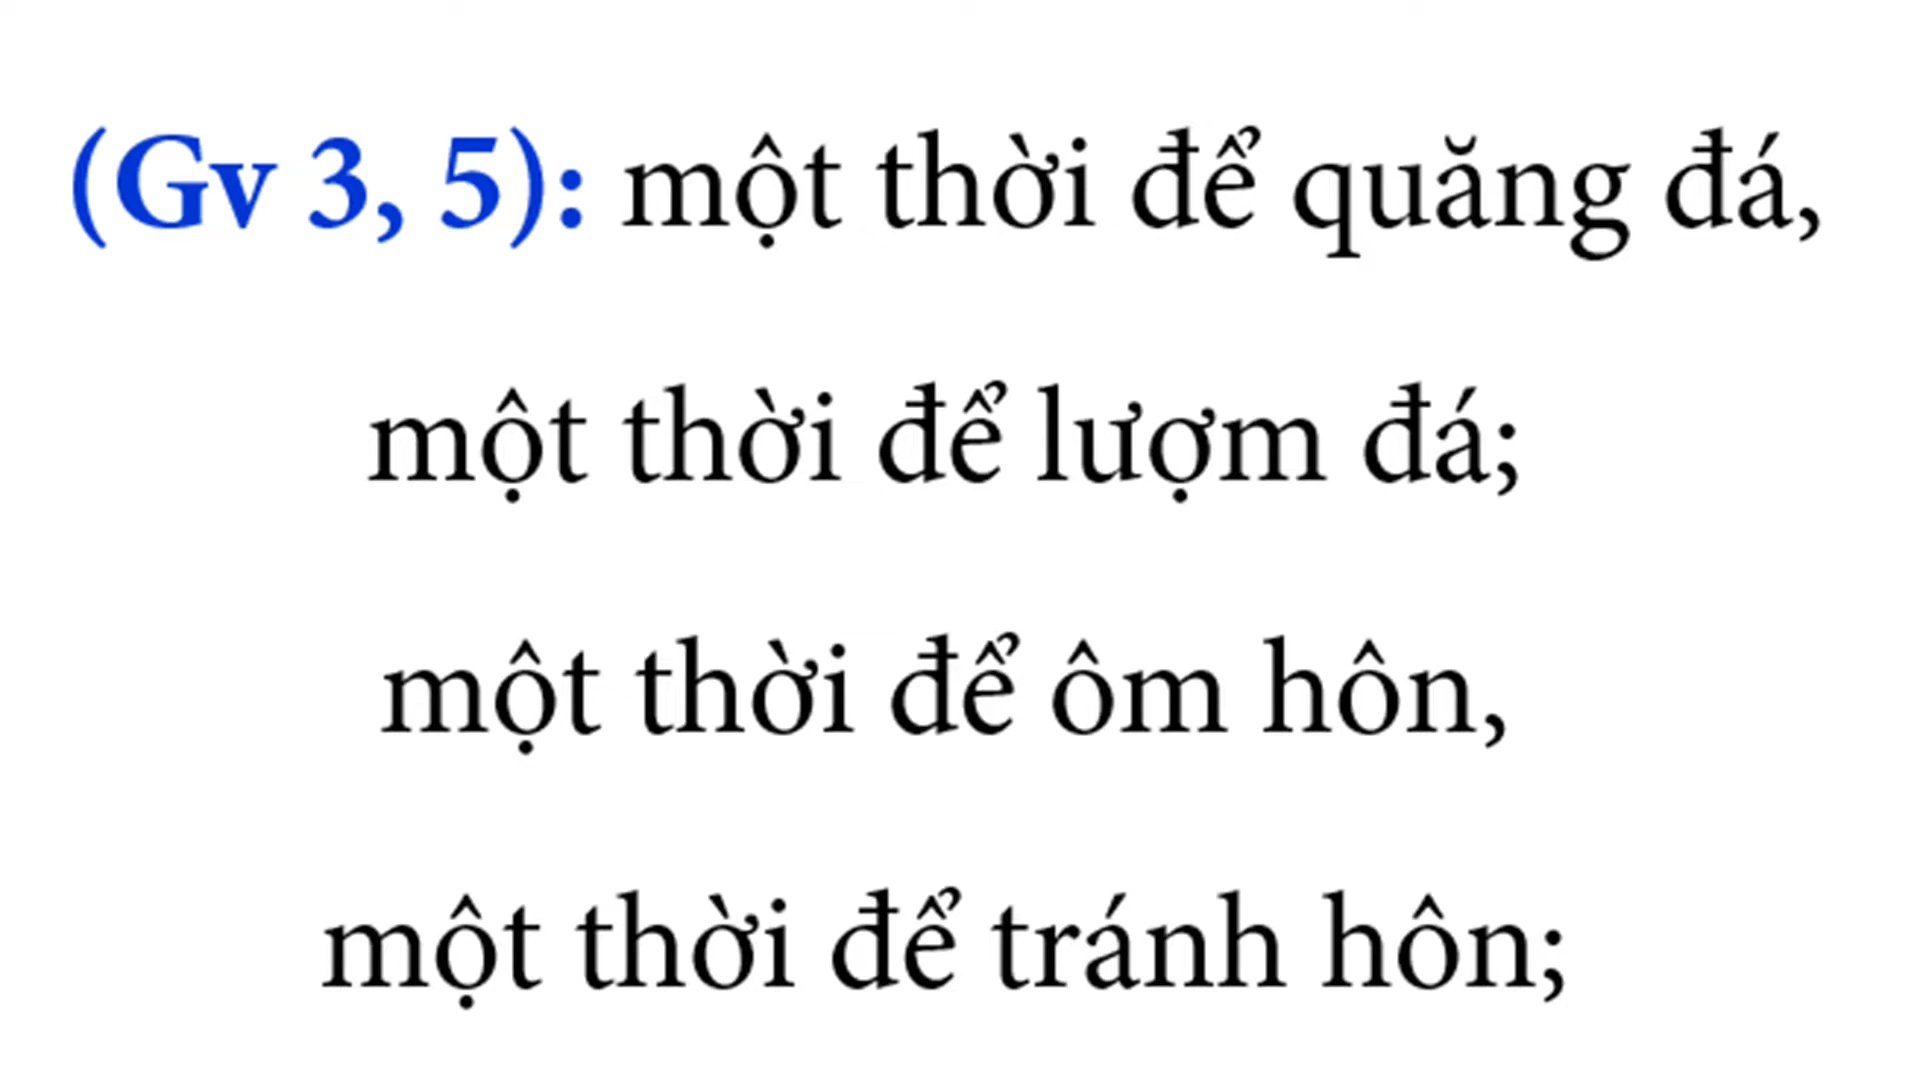 (Gv 3, 5): một thời để quăng đá,
một thời để lượm đá;
một thời để ôm hôn,
một thời để tránh hôn;